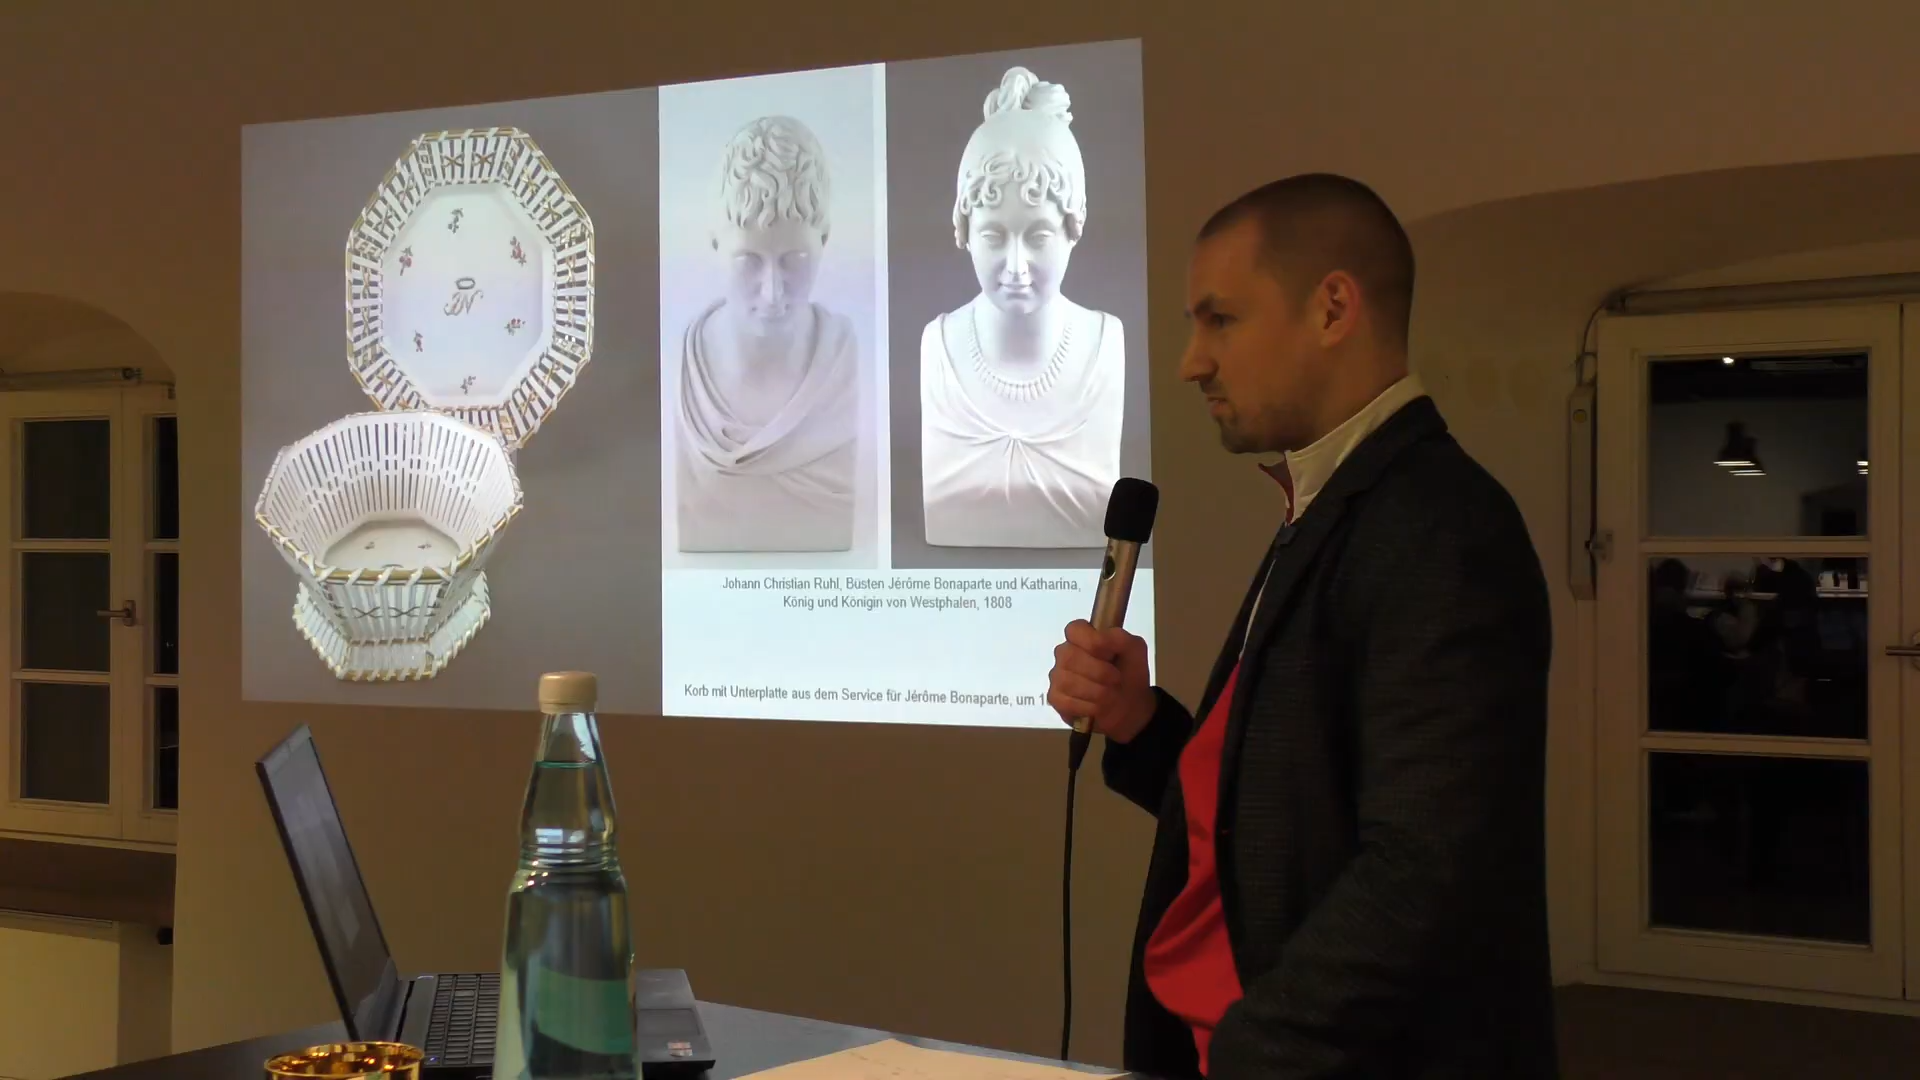 Johann Christian Ruhl, Büsten Jérôme Bonaparte und Katharina,
König und Königin von Westphalen, 1808
Korb mit Unterplatte aus dem Service für Jérôme Bonaparte, um
JN